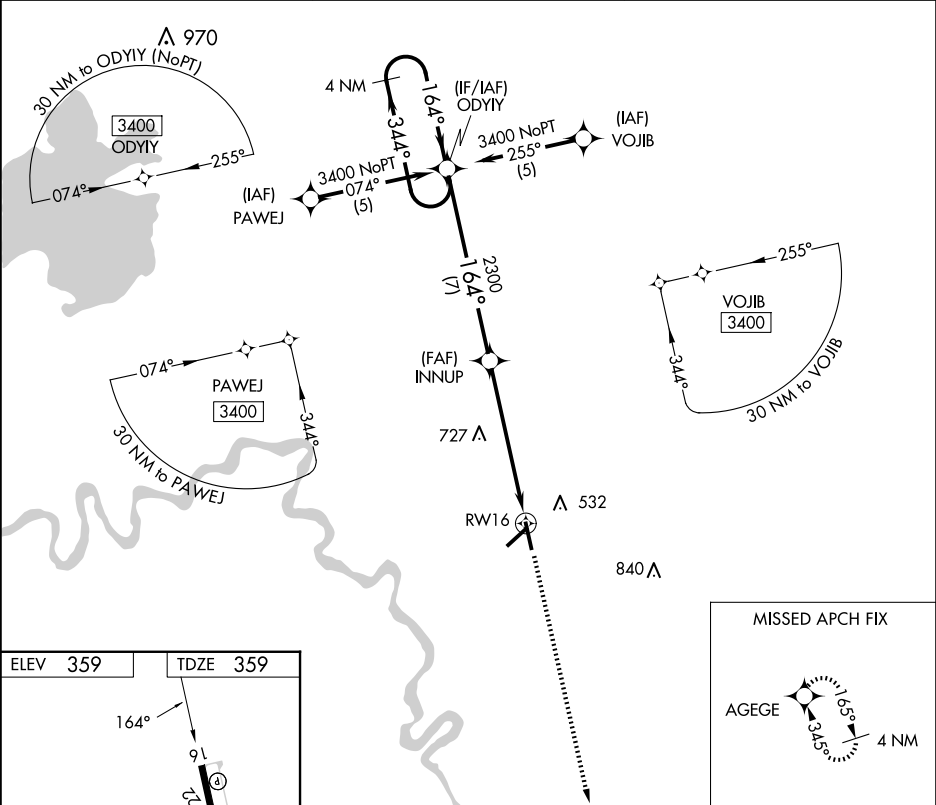 970
30 NM to ODYIY (NoPT)
3400
ODYIY
074°
255°
4 NM
344°
164°
(IF/IAF)
ODYIY
3400 NoPT
074°
(5)
(IAF)
PAWEJ
3400 NoPT
255°
(5)
(IAF)
VOJIB
2300
164°
(7)
(FAF)
INNUP
255°
VOJIB
3400
344°
30 NM to VOJIB
074°
PAWEJ
3400
344°
30 NM to PAWEJ
727
532
RW16
840
ELEV 359
TDZE 359
164°
16
P
22
MISSED APCH FIX
AGEGE
165°
345°
4 NM